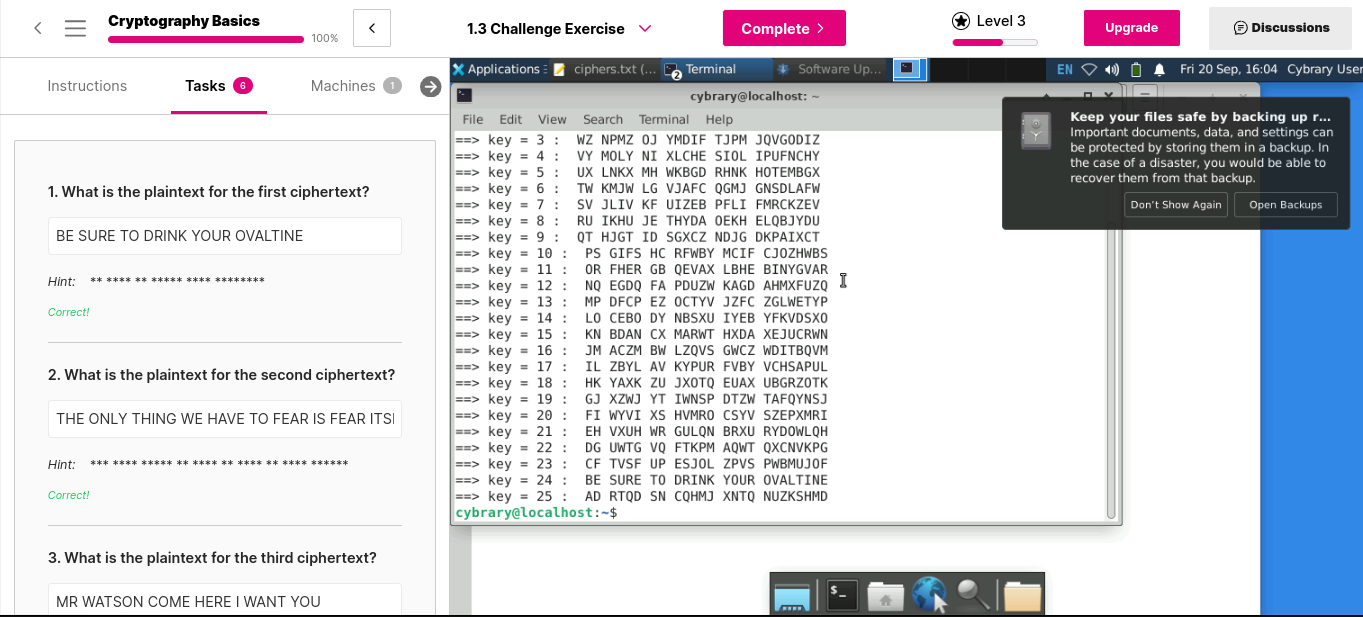 Cryptography Basics
100%
1.3 Challenge Exercise
Complete
Level 3
Upgrade
Discussions
Instructions
Tasks 6
Machines 1
1. What is the plaintext for the first ciphertext?
BE SURE TO DRINK YOUR OVALTINE
Hint: ** **** ** ***** **** ********
Correct!
2. What is the plaintext for the second ciphertext?
THE ONLY THING WE HAVE TO FEAR IS FEAR ITSI
Hint: *** **** ***** ** **** ** **** ** **** ******
Correct!
3. What is the plaintext for the third ciphertext?
MR WATSON COME HERE I WANT YOU
Applications
ciphers.txt (...
2
Terminal
Software Up...
EN
Fri 20 Sep, 16:04
Cybrary User
cybrary@localhost: ~
File Edit View Search Terminal Help
==> key = 3 : WZ NPMZ OJ YMDIF TJPM JQVGODIZ
==> key = 4 : VY MOLY NI XLCHE SIOL IPUFNCHY
==> key = 5 : UX LNKX MH WKBGD RHNK HOTEMBGX
==> key = 6 : TW KMJW LG VJAFC QGMJ GNSDLAFW
==> key = 7 : SV JLIV KF UIZEB PFLI FMRCKZEV
==> key = 8 : RU IKHU JE THYDA OEKH ELQBJYDU
==> key = 9 : QT HJGT ID SGXCZ NDJG DKPAIXCT
==> key = 10 : PS GIFS HC RFWBY MCIF CJOZHWBS
==> key = 11 : OR FHER GB QEVAX LBHE BINYGVAR
==> key = 12 : NQ EGDQ FA PDUZW KAGD AHMXFUZQ
==> key = 13 : MP DFCP EZ OCTYV JZFC ZGLWETYP
==> key = 14 : LO CEBO DY NBSXU IYEB YFKVDSXO
==> key = 15 : KN BDAN CX MARWT HXDA XEJUCRWN
==> key = 16 : JM ACZM BW LZQVS GWCZ WDITBQVM
==> key = 17 : IL ZBYL AV KYPUR FVBY VCHSAPUL
==> key = 18 : HK YAXK ZU JXOTQ EUAX UBGRZOTK
==> key = 19 : GJ XZWJ YT IWNSP DTZW TAFQYNSJ
==> key = 20 : FI WYVI XS HVMRO CSYV SZEPXMRI
==> key = 21 : EH VXUH WR GULQN BRXU RYDOWLQH
==> key = 22 : DG UWTG VQ FTKPM AQWT QXCNVKPG
==> key = 23 : CF TVSF UP ESJOL ZPVS PWBMUJOF
==> key = 24 : BE SURE TO DRINK YOUR OVALTINE
==> key = 25 : AD RTQD SN CQHMJ XNTQ NUZKSHMD
cybrary@localhost:~$
Keep your files safe by backing up r...
Important documents, data, and settings can
be protected by storing them in a backup. In
the case of a disaster, you would be able to
recover them from that backup.
Don't Show Again
Open Backups